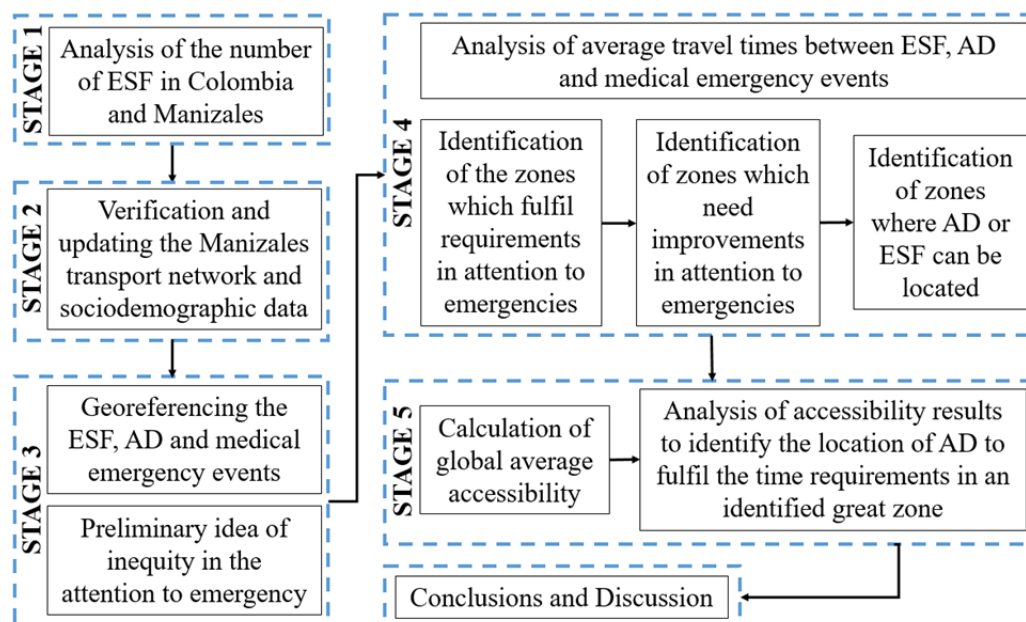 STAGE 1
Analysis of the number
of ESF in Colombia
and Manizales
STAGE 2
Verification and
updating the Manizales
transport network and
sociodemographic data
STAGE 3
Georeferencing the
ESF, AD and medical
emergency events
Preliminary idea of
inequity in the
attention to emergency
STAGE 4
Analysis of average travel times between ESF, AD
and medical emergency events
Identification
of the zones
which fulfil
requirements
in attention to
emergencies
Identification
of zones which
need
improvements
in attention to
emergencies
Identification
of zones
where AD or
ESF can be
located
STAGE 5
Calculation of
global average
accessibility
Analysis of accessibility results
to identify the location of AD to
fulfil the time requirements in an
identified great zone
Conclusions and Discussion